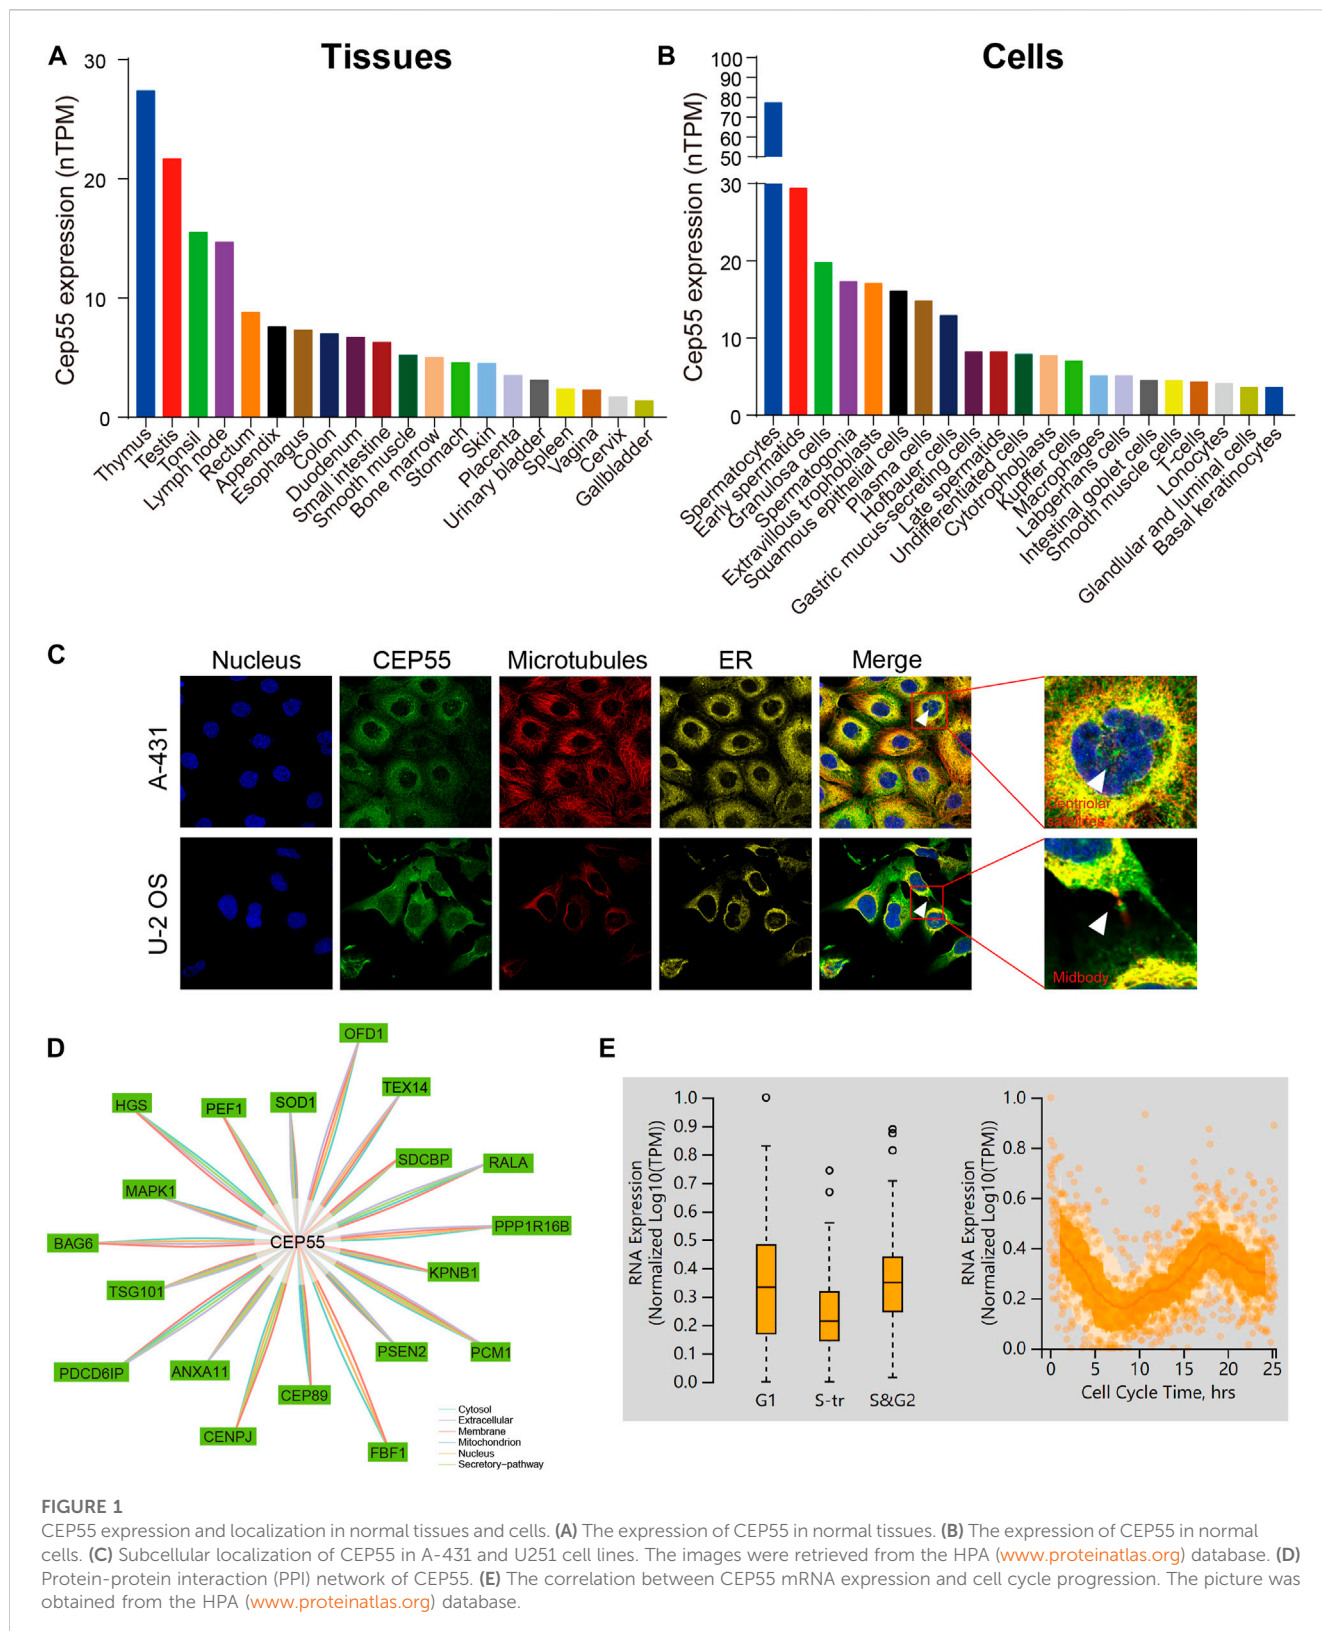 A
Tissues
Cep55 expression (nTPM)
30
20
10
0
Thymus
Testis
Tonsil
Lymph node
Rectum
Appendix
Esophagus
Colon
Duodenum
Small intestine
Smooth muscle
Bone marrow
Stomach
Skin
Placenta
Urinary bladder
Spleen
Vagina
Cervix
Gallbladder
B
Cells
Cep55 expression (nTPM)
100
90
80
70
60
50
30
20
10
0
Spermatocytes
Early spermatids
Granulosa cells
Spermatogonia
Extravillous trophoblasts
Squamous epithelial cells
Plasma cells
Hofbauer cells
Gastric mucus-secreting cells
Late spermatids
Undifferentiated cells
Cytotrophoblasts
Kupffer cells
Macrophages
Labgerhans cells
Intestinal goblet cells
Smooth muscle cells
T-cells
Lonocytes
Glandlular and luminal cells
Basal keratinocytes
C
Nucleus
CEP55
Microtubules
ER
Merge
A-431
Centriolar
satellites
U-2 OS
Midbody
D
OFD1
TEX14
SOD1
PEF1
HGS
SDCBP
RALA
MAPK1
PPP1R16B
BAG6
CEP55
KPNB1
TSG101
PSEN2
PCM1
PDCD6IP
ANXA11
CEP89
CENPJ
FBF1
Cytosol
Extracellular
Membrane
Mitochondrion
Nucleus
Secretory-pathway
E
RNA Expression
(Normalized Log10(TPM))
1.0
0.9
0.8
0.7
0.6
0.5
0.4
0.3
0.2
0.1
0.0
G1
S-tr
S&G2
RNA Expression
(Normalized Log10(TPM))
1.0
0.8
0.6
0.4
0.2
0.0
0
5
10
15
20
25
Cell Cycle Time, hrs
FIGURE 1
CEP55 expression and localization in normal tissues and cells. (A) The expression of CEP55 in normal tissues. (B) The expression of CEP55 in normal
cells. (C) Subcellular localization of CEP55 in A-431 and U251 cell lines. The images were retrieved from the HPA (www.proteinatlas.org) database. (D)
Protein-protein interaction (PPI) network of CEP55. (E) The correlation between CEP55 mRNA expression and cell cycle progression. The picture was
obtained from the HPA (www.proteinatlas.org) database.